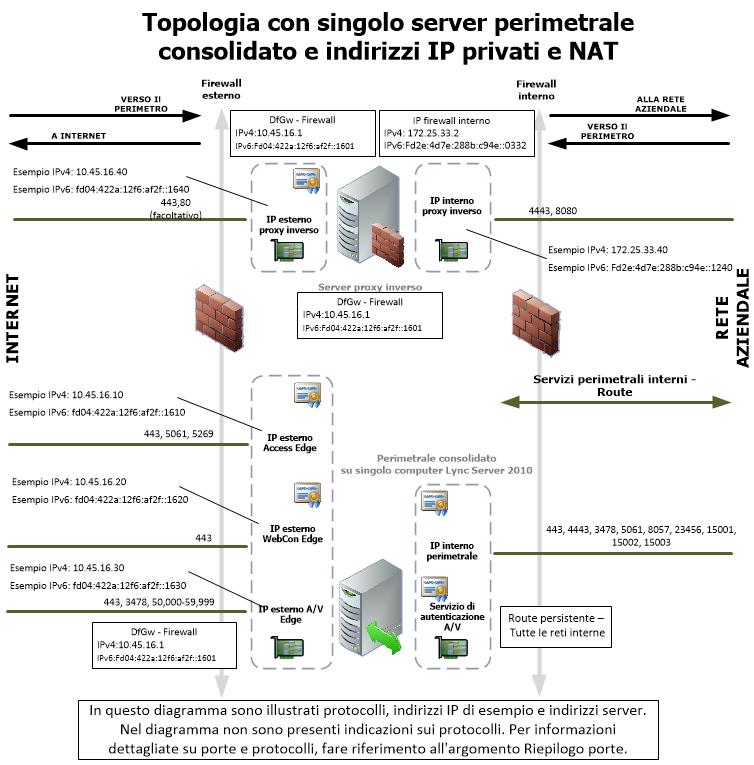 Topologia con singolo server perimetrale
consolidato e indirizzi IP privati e NAT
Firewall
esterno
Firewall
interno
VERSO Il
PERIMETRO
A INTERNET
ALLA RETE
AZIENDALE
VERSO Il
PERIMETRO
DfGw - Firewall
IPv4:10.45.16.1
IPv6:Fd04:422a:12f6:af2f::1601
IP firewall interno
IPv4: 172.25.33.2
IPv6:Fd2e:4d7e:288b:c94e::0332
Esempio IPv4: 10.45.16.40
Esempio IPv6: fd04:422a:12f6:af2f::1640
443,80
(facoltativo)
IP esterno
proxy inverso
IP interno
proxy inverso
4443, 8080
Esempio IPv4: 172.25.33.40
Esempio IPv6: Fd2e:4d7e:288b:c94e::1240
Server proxy inverso
DfGw - Firewall
IPv4:10.45.16.1
IPv6:Fd04:422a:12f6:af2f::1601
INTERNET
RETE
AZIENDALE
Servizi perimetrali interni -
Route
Esempio IPv4: 10.45.16.10
Esempio IPv6: fd04:422a:12f6:af2f::1610
443, 5061, 5269
IP esterno
Access Edge
Perimetrale consolidato
su singolo computer Lync Server 2010
Esempio IPv4: 10.45.16.20
Esempio IPv6: fd04:422a:12f6:af2f::1620
443
IP esterno
WebCon Edge
IP interno
perimetrale
443, 4443, 3478, 5061, 8057, 23456, 15001,
15002, 15003
Esempio IPv4: 10.45.16.30
Esempio IPv6: fd04:422a:12f6:af2f::1630
443, 3478, 50,000-59,999
IP esterno A/V
Edge
Servizio di
autenticazione
A/V
Route persistente –
Tutte le reti interne
DfGw - Firewall
IPv4:10.45.16.1
IPv6:Fd04:422a:12f6:af2f::1601
In questo diagramma sono illustrati protocolli, indirizzi IP di esempio e indirizzi server.
Nel diagramma non sono presenti indicazioni sui protocolli. Per informazioni
dettagliate su porte e protocolli, fare riferimento all'argomento Riepilogo porte.